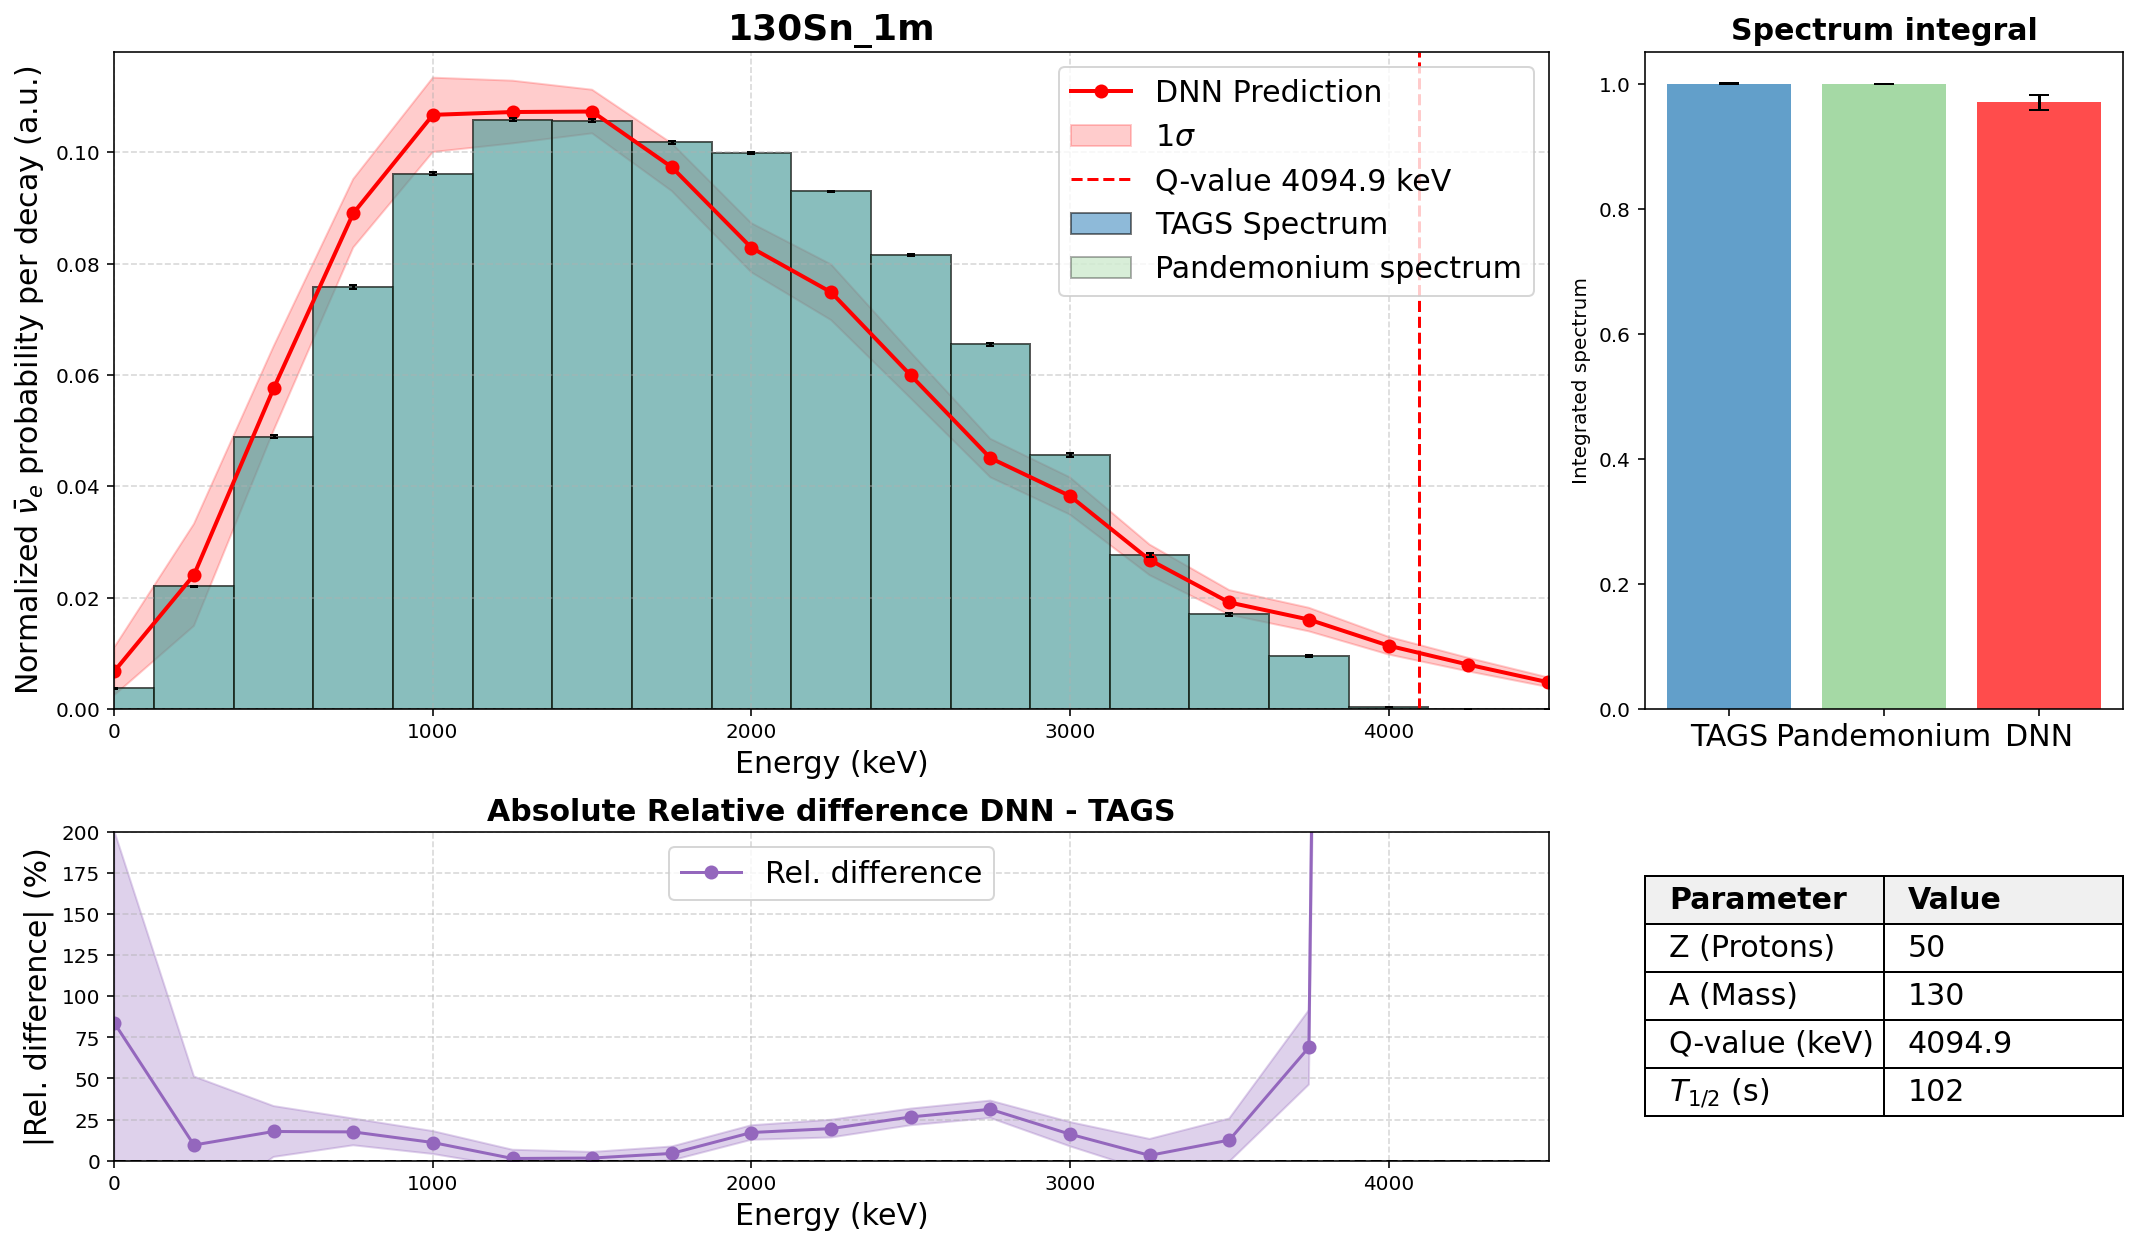 130Sn_1m
Normalized ν̄ₑ probability per decay (a.u.)
0.10
0.08
0.06
0.04
0.02
0.00
0 1000 2000 3000 4000
Energy (keV)
DNN Prediction
1σ
Q-value 4094.9 keV
TAGS Spectrum
Pandemonium spectrum
Spectrum integral
Integrated spectrum
1.0
0.8
0.6
0.4
0.2
0.0
TAGS Pandemonium DNN
Absolute Relative difference DNN - TAGS
|Rel. difference| (%)
200
175
150
125
100
75
50
25
0
0 1000 2000 3000 4000
Energy (keV)
Rel. difference
Parameter Value
Z (Protons) 50
A (Mass) 130
Q-value (keV) 4094.9
T₁/₂ (s) 102